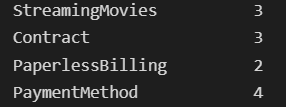 StreamingMovies 3
Contract 3
PaperlessBilling 2
PaymentMethod 4